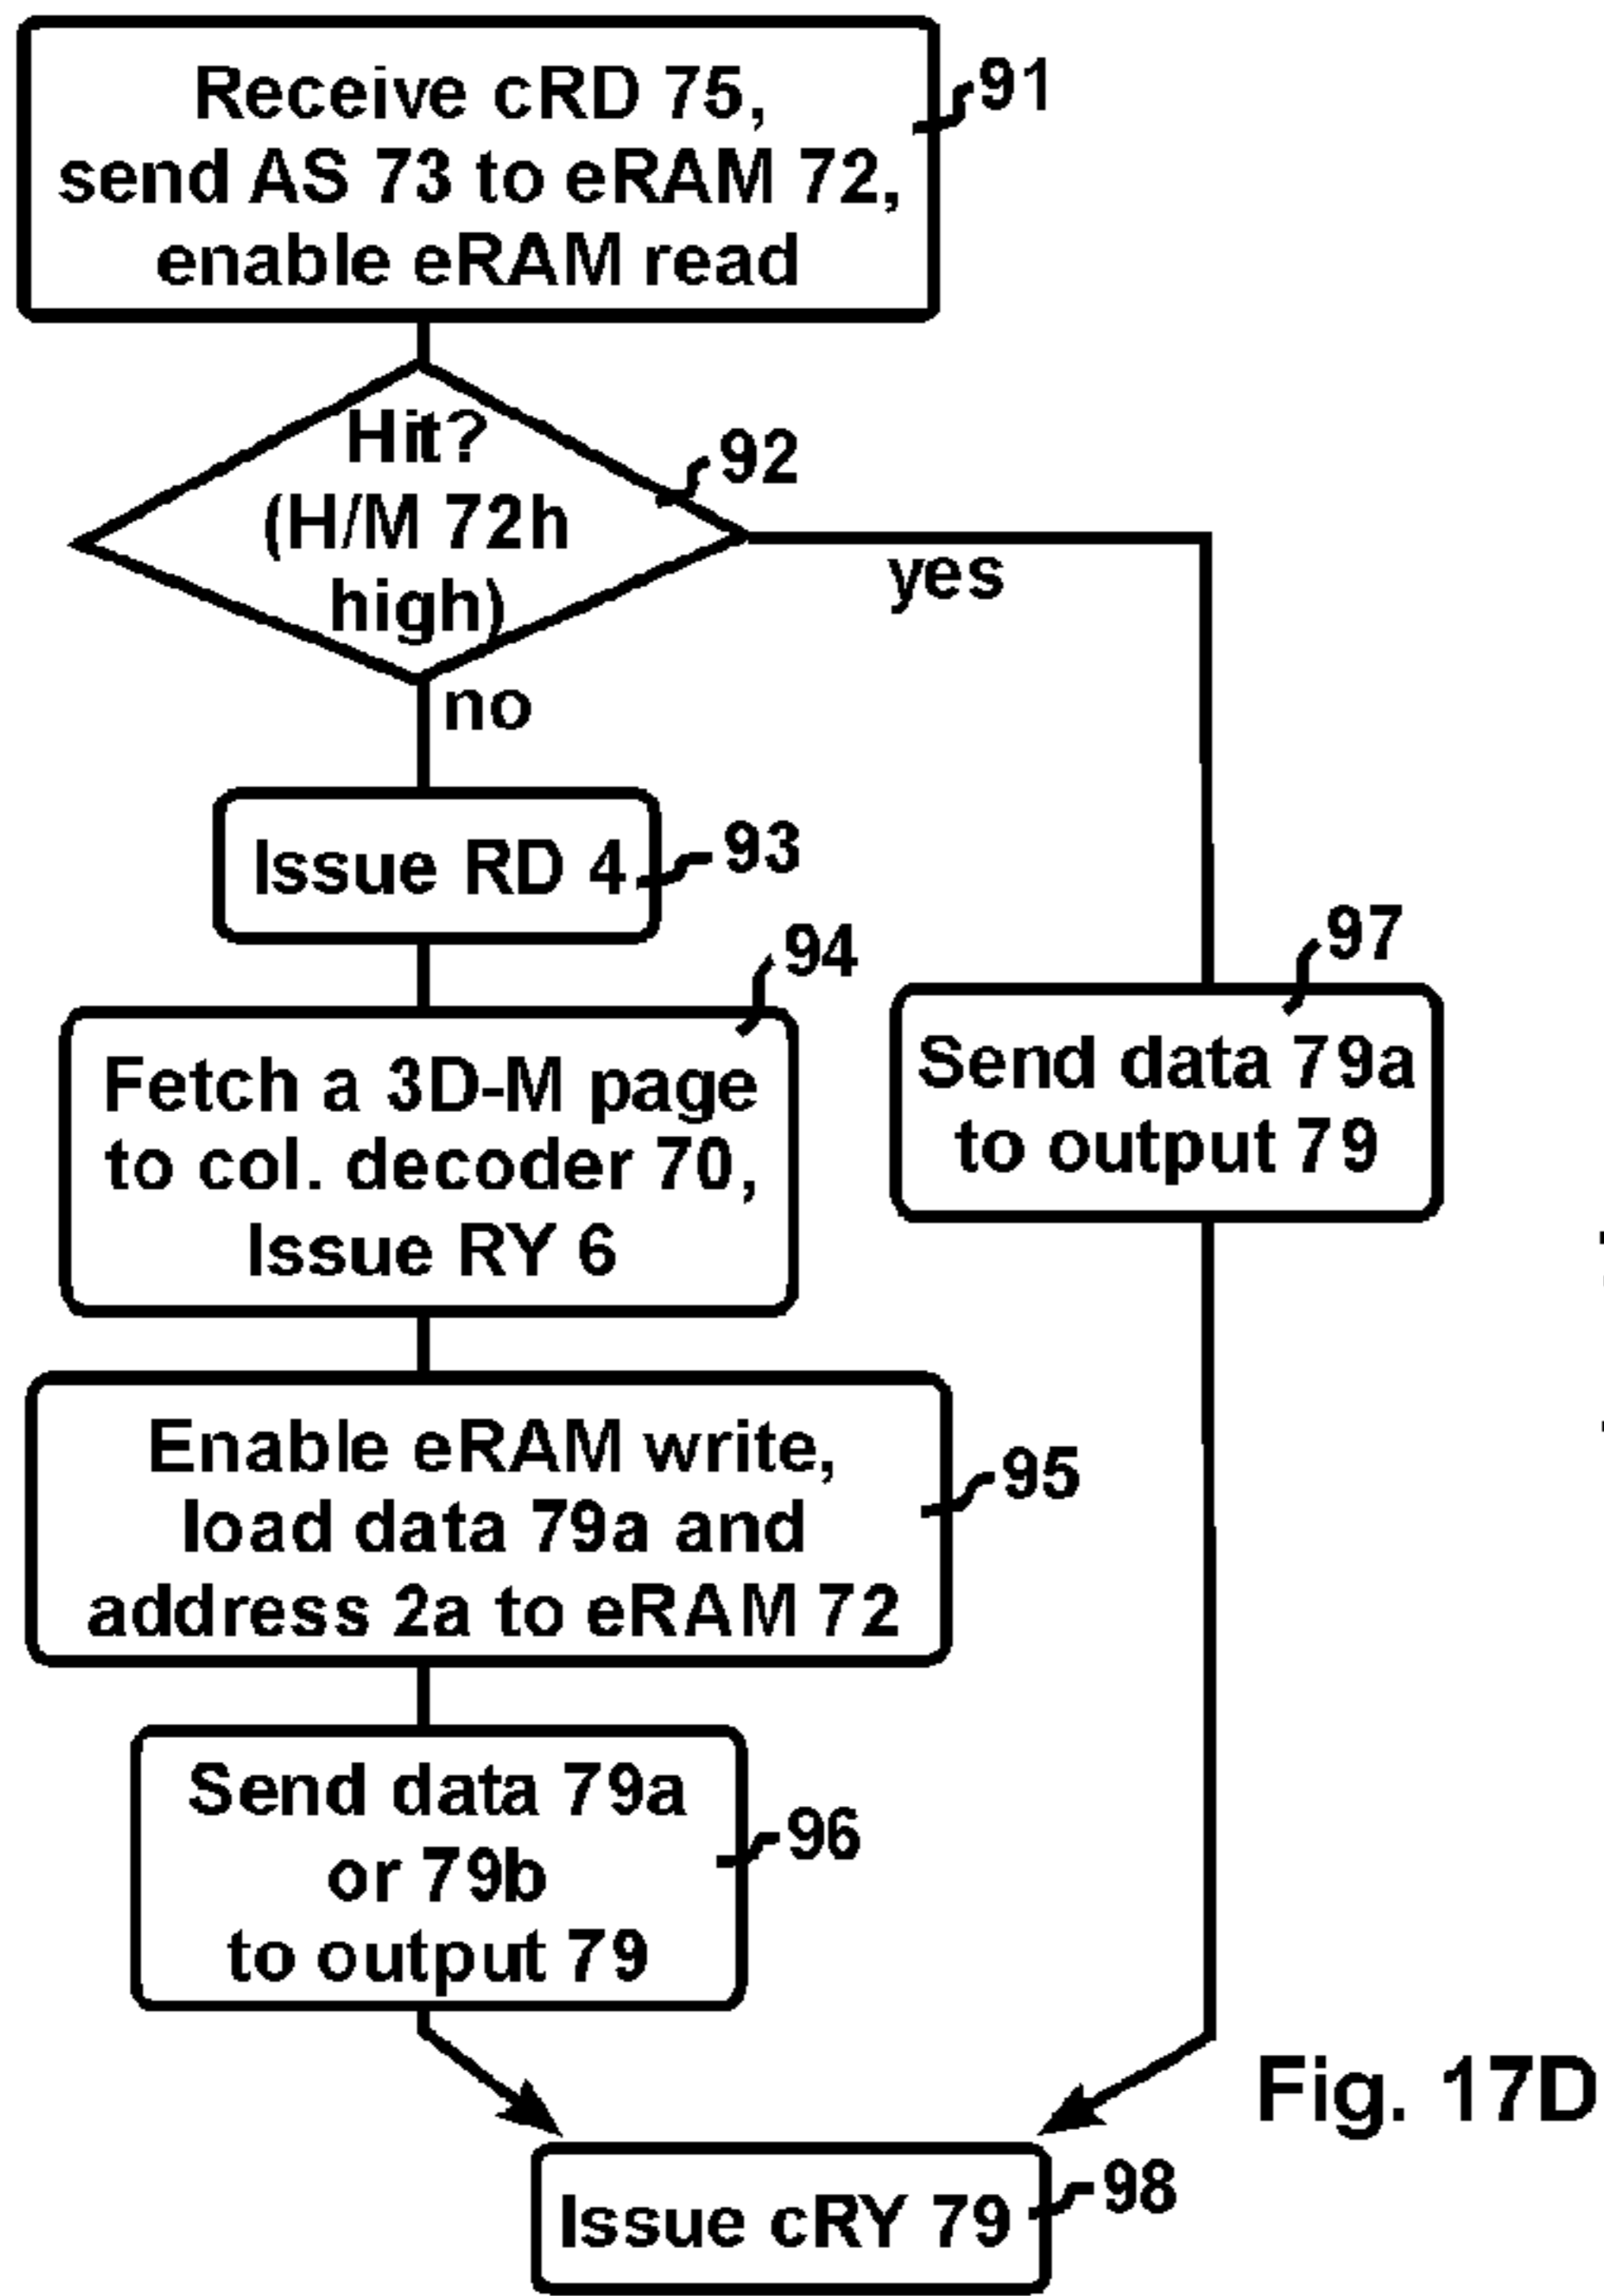 Receive cRD 75,
send AS 73 to eRAM 72,
enable eRAM read
91
Hit?
(H/M 72h
high)
92
yes
no
Issue RD 4
93
94
Fetch a 3D-M page
to col. decoder 70,
Issue RY 6
97
Send data 79a
to output 79
Enable eRAM write,
load data 79a and
address 2a to eRAM 72
95
Send data 79a
or 79b
to output 79
96
Fig. 17D
Issue cRY 79
98